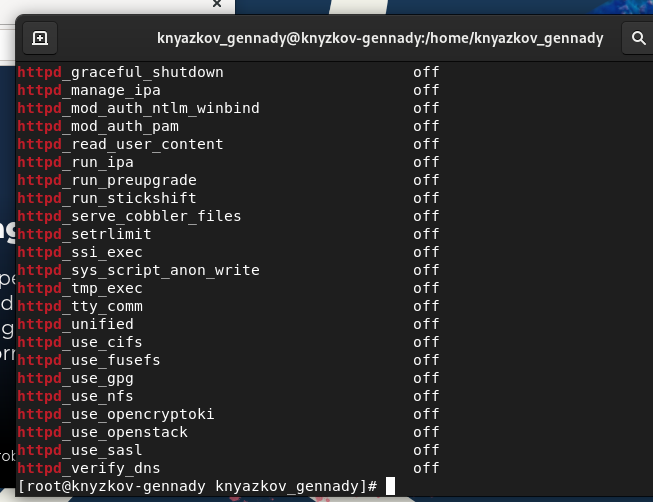 knyazkov_gennady@knyzkov-gennady:/home/knyazkov_gennady
httpd_graceful_shutdown off
httpd_manage_ipa off
httpd_mod_auth_ntlm_winbind off
httpd_mod_auth_pam off
httpd_read_user_content off
httpd_run_ipa off
httpd_run_preupgrade off
httpd_run_stickshift off
httpd_serve_cobbler_files off
httpd_setrlimit off
httpd_ssi_exec off
httpd_sys_script_anon_write off
httpd_tmp_exec off
httpd_tty_comm off
httpd_unified off
httpd_use_cifs off
httpd_use_fusefs off
httpd_use_gpg off
httpd_use_nfs off
httpd_use_opencryptoki off
httpd_use_openstack off
httpd_use_sasl off
httpd_verify_dns off
[root@knyzkov-gennady knyazkov_gennady]#